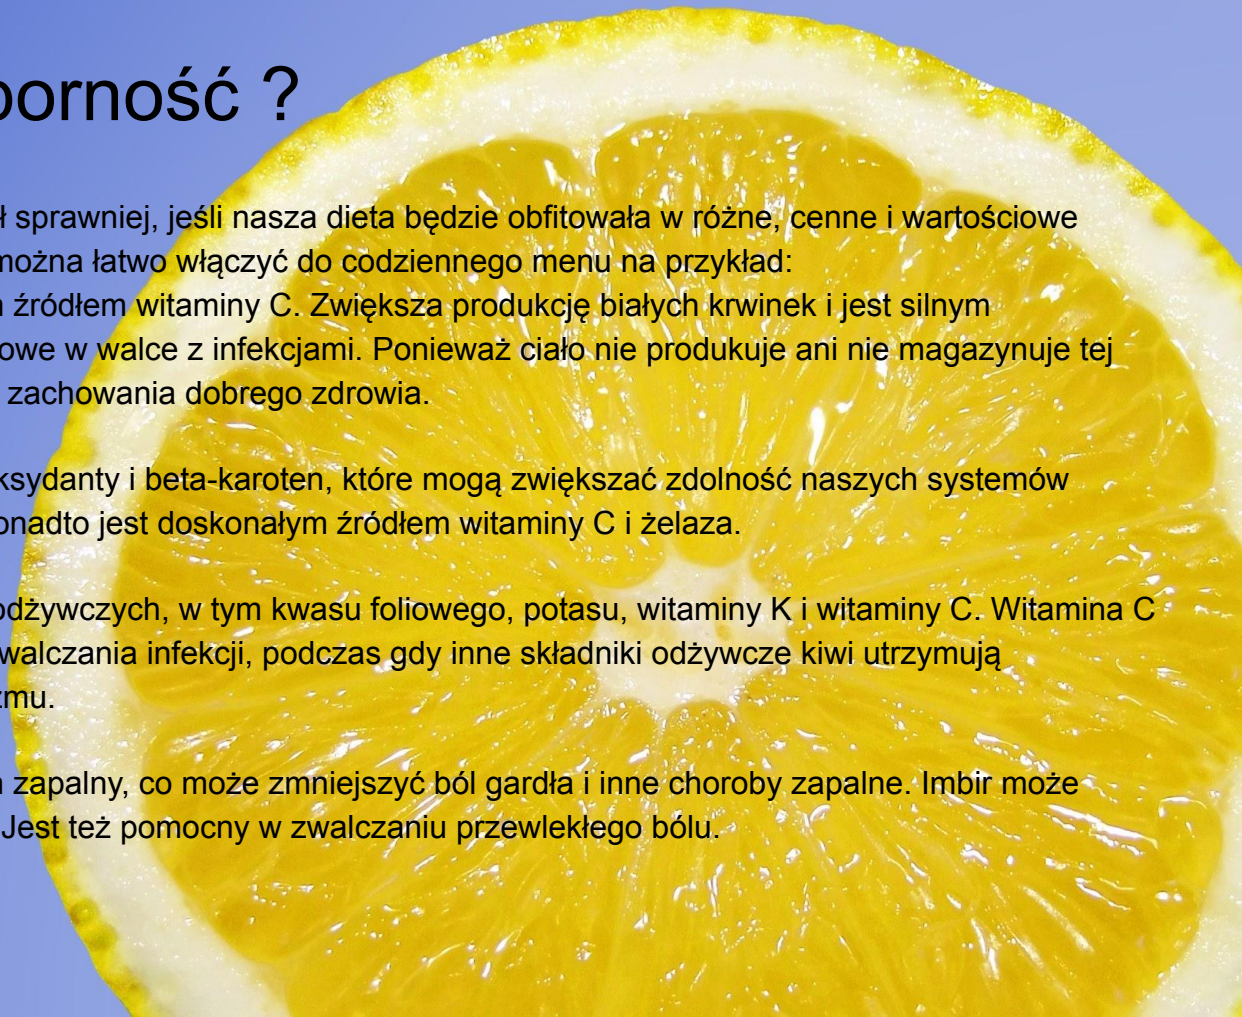 porność ?
ł sprawniej, jeśli nasza dieta będzie obfitowała w różne, cenne i wartościowe
można łatwo włączyć do codziennego menu na przykład:
źródłem witaminy C. Zwiększa produkcję białych krwinek i jest silnym
owe w walce z infekcjami. Ponieważ ciało nie produkuje ani nie magazynuje tej
zachowania dobrego zdrowia.
ksydanty i beta-karoten, które mogą zwiększać zdolność naszych systemów
onadto jest doskonałym źródłem witaminy C i żelaza.
odżywczych, w tym kwasu foliowego, potasu, witaminy K i witaminy C. Witamina C
walczania infekcji, podczas gdy inne składniki odżywcze kiwi utrzymują
zmu.
zapalny, co może zmniejszyć ból gardła i inne choroby zapalne. Imbir może
Jest też pomocny w zwalczaniu przewlekłego bólu.